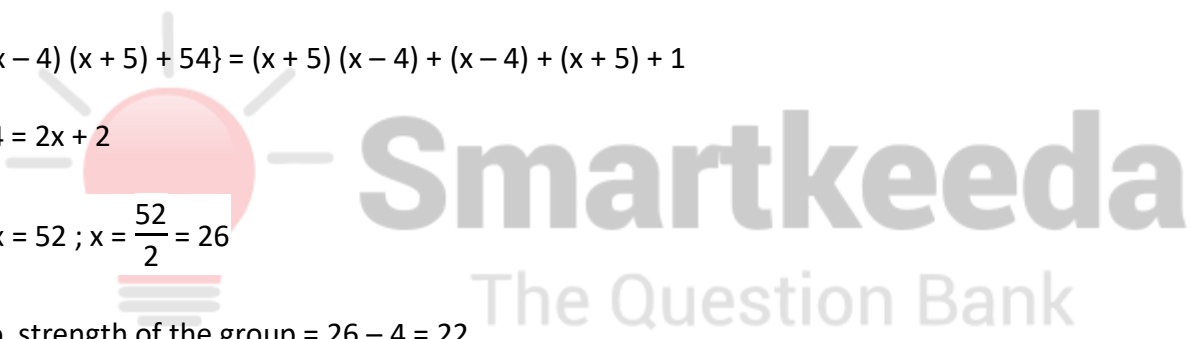 – 4) (x + 5) + 54} = (x + 5) (x – 4) + (x – 4) + (x + 5) + 1
= 2x + 2
= 52 ; x = 52/2 = 26
strength of the group = 26 – 4 = 22
Smartkeeda
The Question Bank